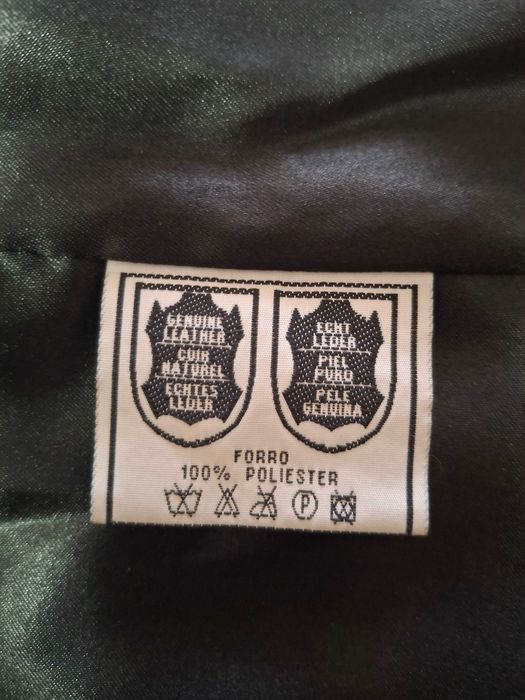 GENUINE
LEATHER
CUIR
NATUREL
ECHTES
LEDER
ECHT
LEDER
PIEL
PURO
PELE
GENUINA
FORRO
100% POLIESTER
P